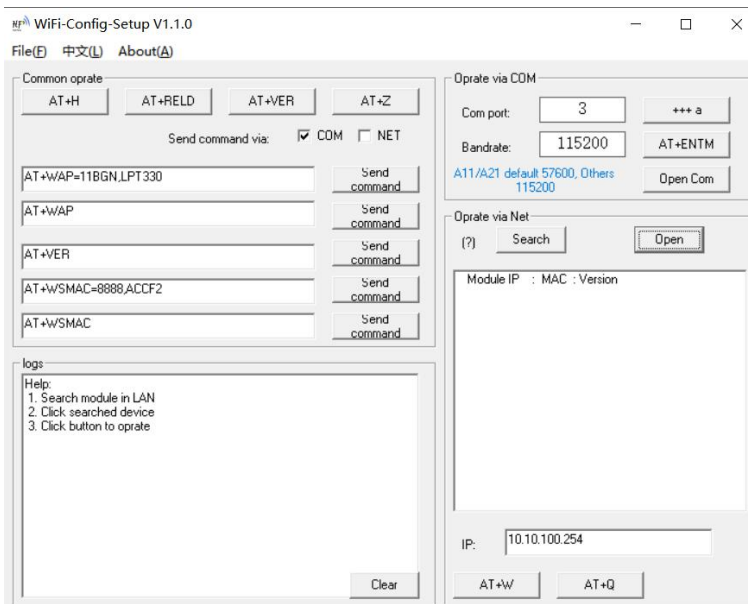 WiFi-Config-Setup V1.1.0
File(F) 中文(L) About(A)
Common oprate
AT+H AT+RELD AT+VER AT+Z
Send command via: COM NET
AT+WAP=11BGN,LPT330 Send command
AT+WAP Send command
AT+VER Send command
AT+WSMAC=8888,ACCF2 Send command
AT+WSMAC Send command
logs
Help:
1. Search module in LAN
2. Click searched device
3. Click button to oprate
Clear
Oprate via COM
Com port: 3 +++ a
Bandrate: 115200 AT+ENTM
A11/A21 default 57600, Others
115200
Open Com
Oprate via Net
(?) Search Open
Module IP : MAC : Version
IP: 10.10.100.254
AT+W AT+Q